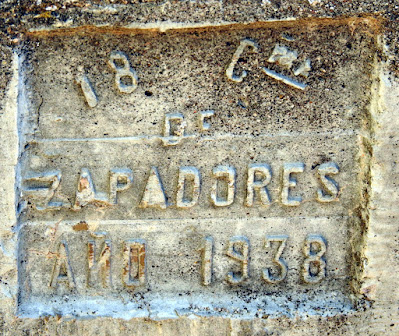 18 Cía
DE
ZAPADORES
AÑO 1938